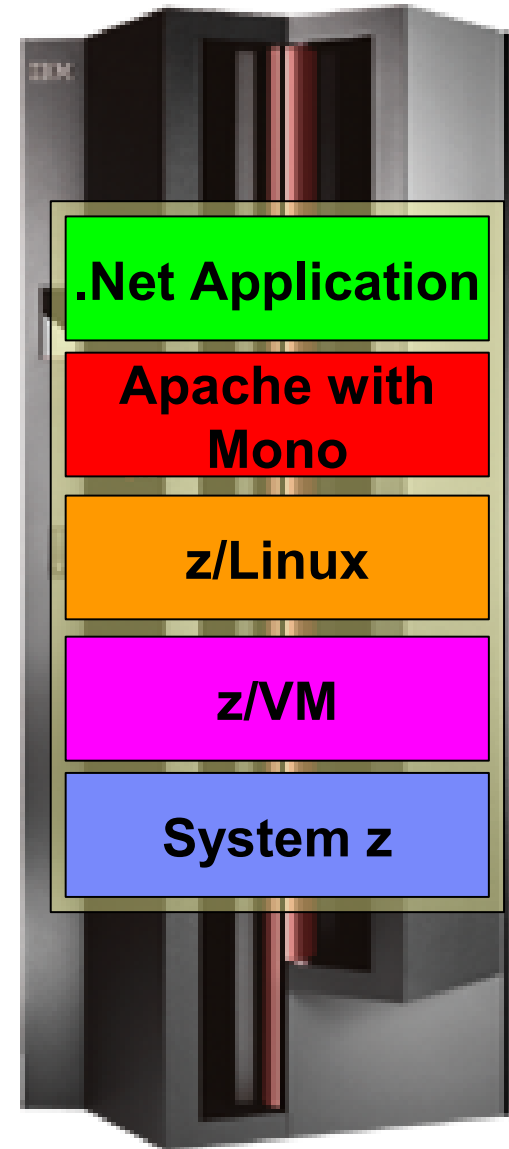 IBM
.Net Application
Apache with
Mono
z/Linux
z/VM
System z